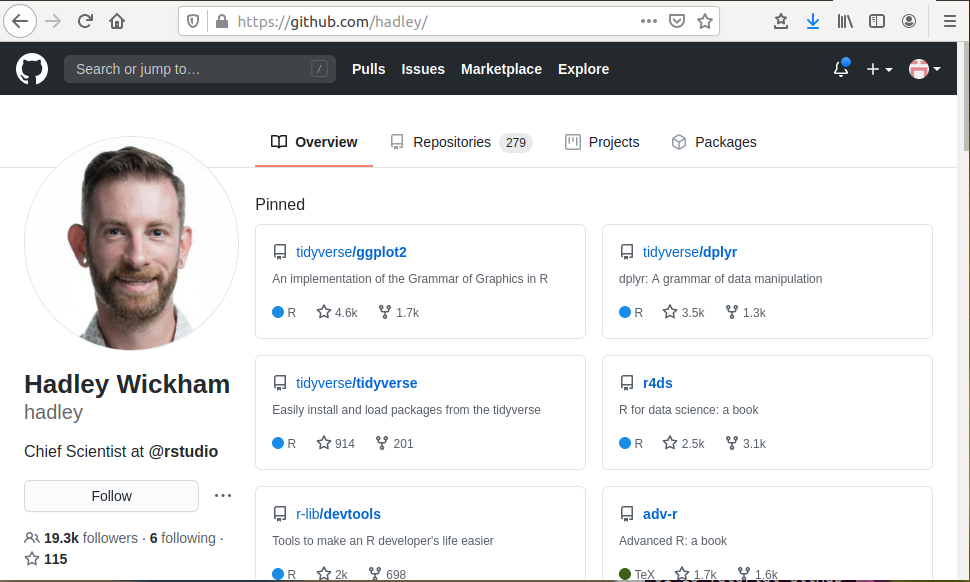 https://github.com/hadley/
Search or jump to… /
Pulls Issues Marketplace Explore
Overview Repositories 279 Projects Packages
Pinned
tidyverse/ggplot2
An implementation of the Grammar of Graphics in R
R 4.6k 1.7k
tidyverse/dplyr
dplyr: A grammar of data manipulation
R 3.5k 1.3k
tidyverse/tidyverse
Easily install and load packages from the tidyverse
R 914 201
r4ds
R for data science: a book
R 2.5k 3.1k
r-lib/devtools
Tools to make an R developer's life easier
R 2k 698
adv-r
Advanced R: a book
TeX 1.7k 1.6k
Hadley Wickham
hadley
Chief Scientist at @rstudio
Follow
19.3k followers · 6 following ·
115